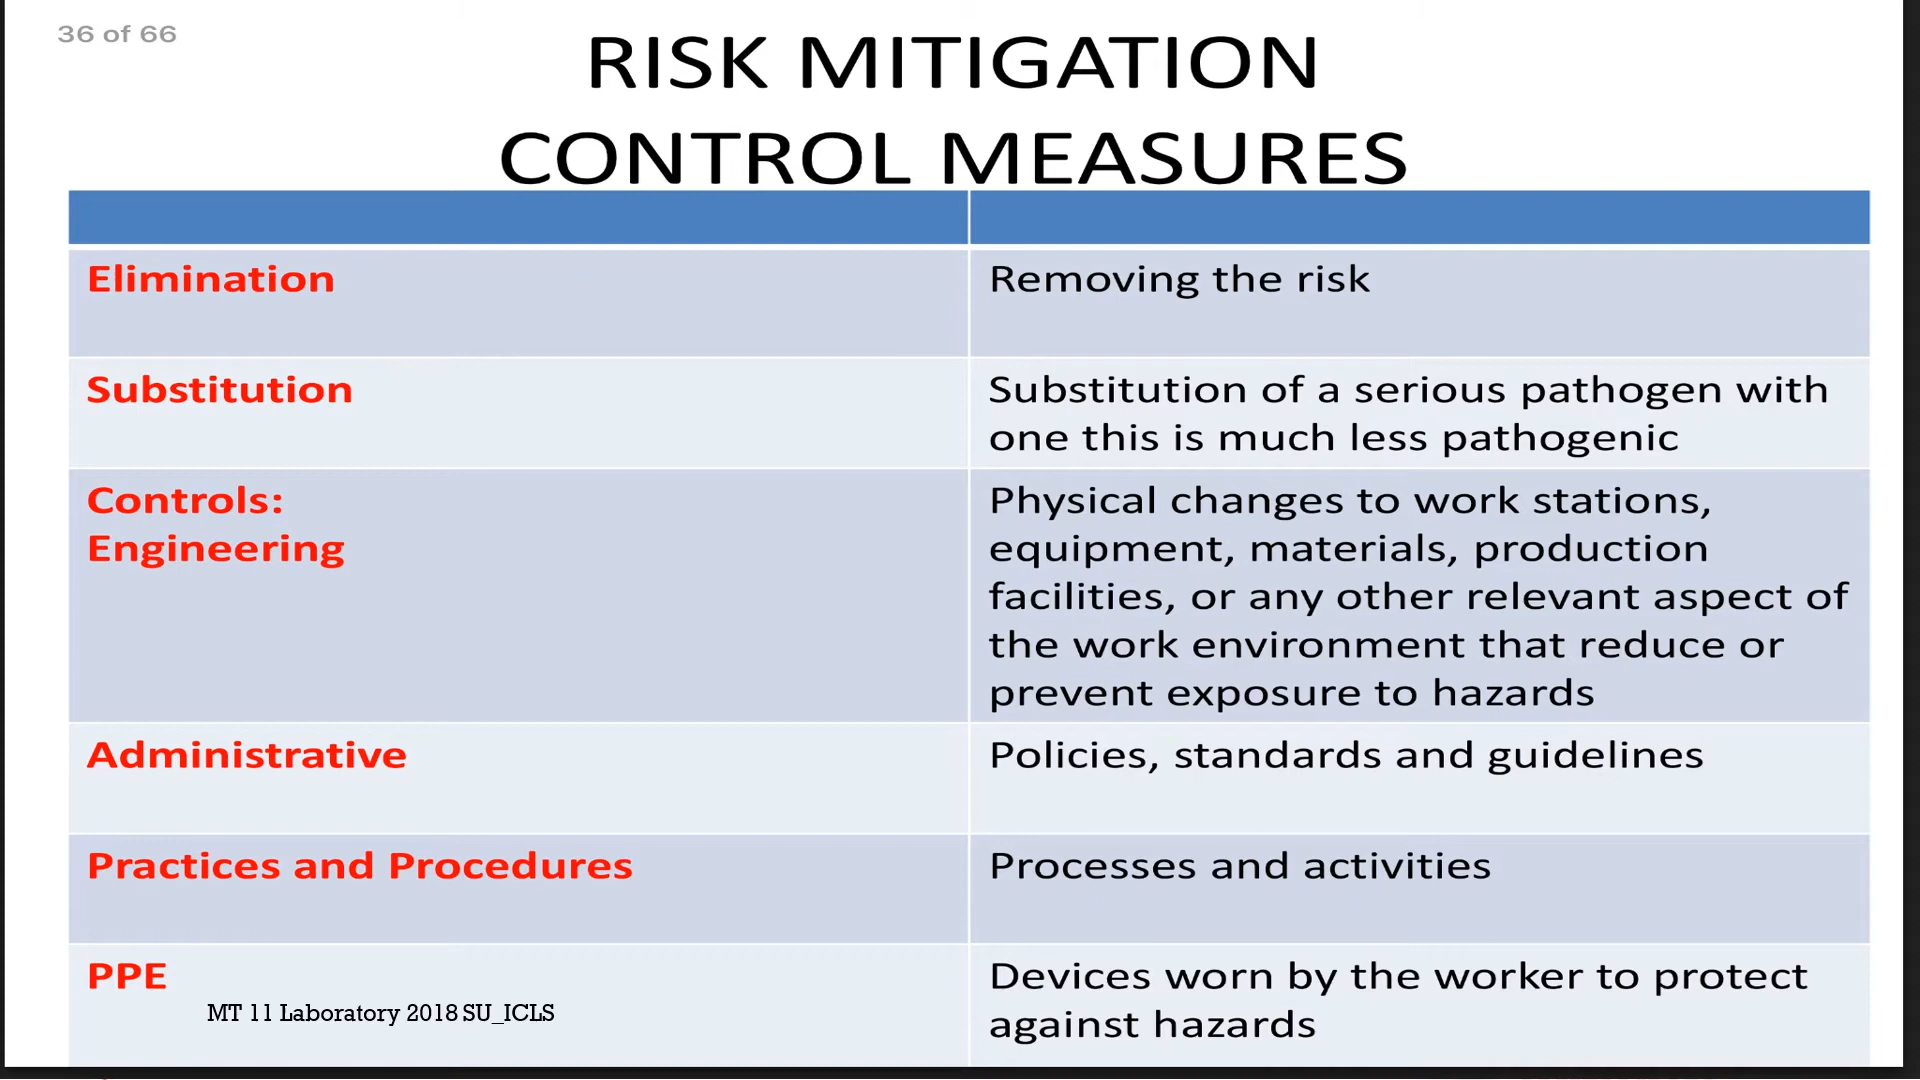 36 of 66
RISK MITIGATION
CONTROL MEASURES
Elimination
Removing the risk
Substitution
Substitution of a serious pathogen with
one this is much less pathogenic
Controls:
Engineering
Physical changes to work stations,
equipment, materials, production
facilities, or any other relevant aspect of
the work environment that reduce or
prevent exposure to hazards
Administrative
Policies, standards and guidelines
Practices and Procedures
Processes and activities
PPE
MT 11 Laboratory 2018 SU_ICLS
Devices worn by the worker to protect
against hazards